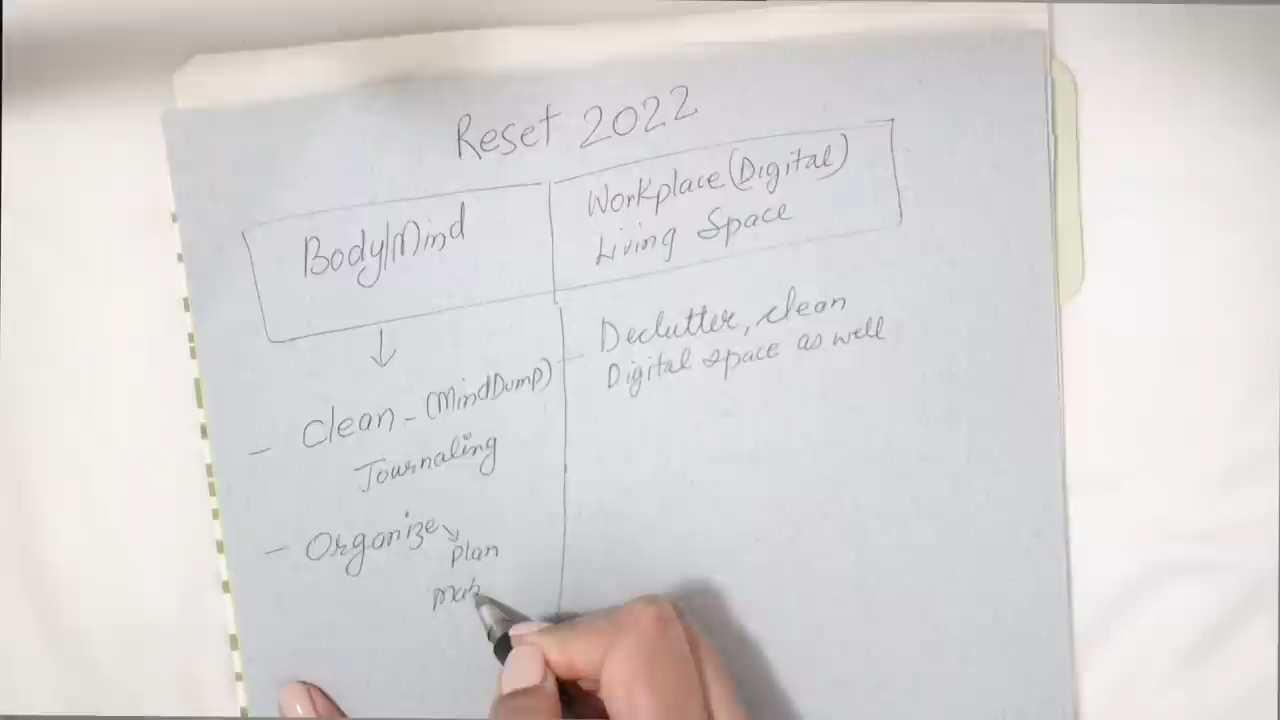 Reset 2022
Body/Mind
Workplace (Digital)
Living Space
Declutter, clean
Digital space as well
- Clean - (MindDump)
Journaling
- Organize ↘
Plan